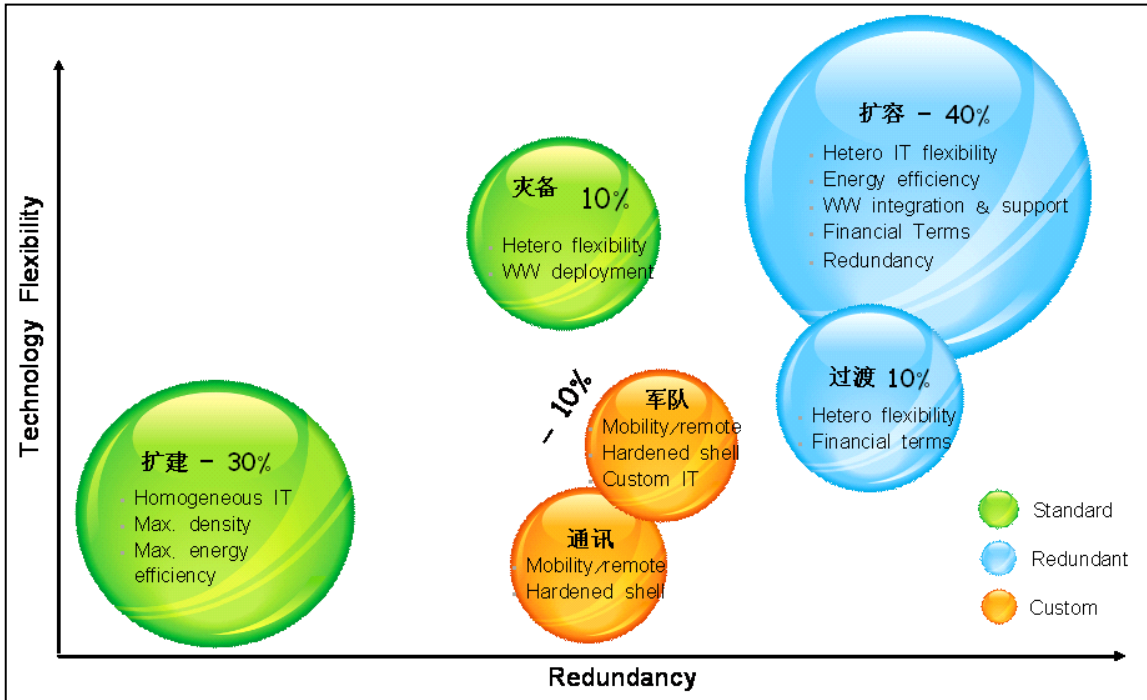 Technology Flexibility
扩容 - 40%
Hetero IT flexibility
Energy efficiency
WW integration & support
Financial Terms
Redundancy
灾备 10%
Hetero flexibility
WW deployment
过渡 10%
Hetero flexibility
Financial terms
- 10%
军队
Mobility/remote
Hardened shell
Custom IT
扩建 - 30%
Homogeneous IT
Max. density
Max. energy
efficiency
通讯
Mobility/remote
Hardened shell
Standard
Redundant
Custom
Redundancy